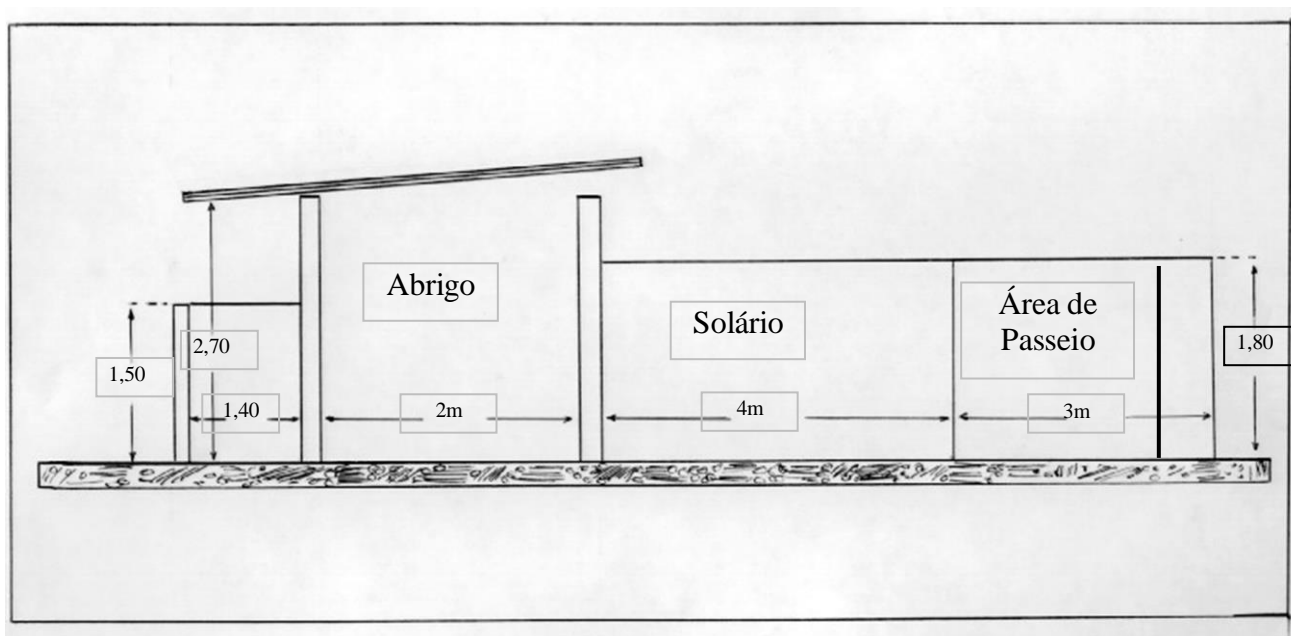 Abrigo
Solário
Área de
Passeio
2,70
1,50
1,80
1,40
2m
4m
3m